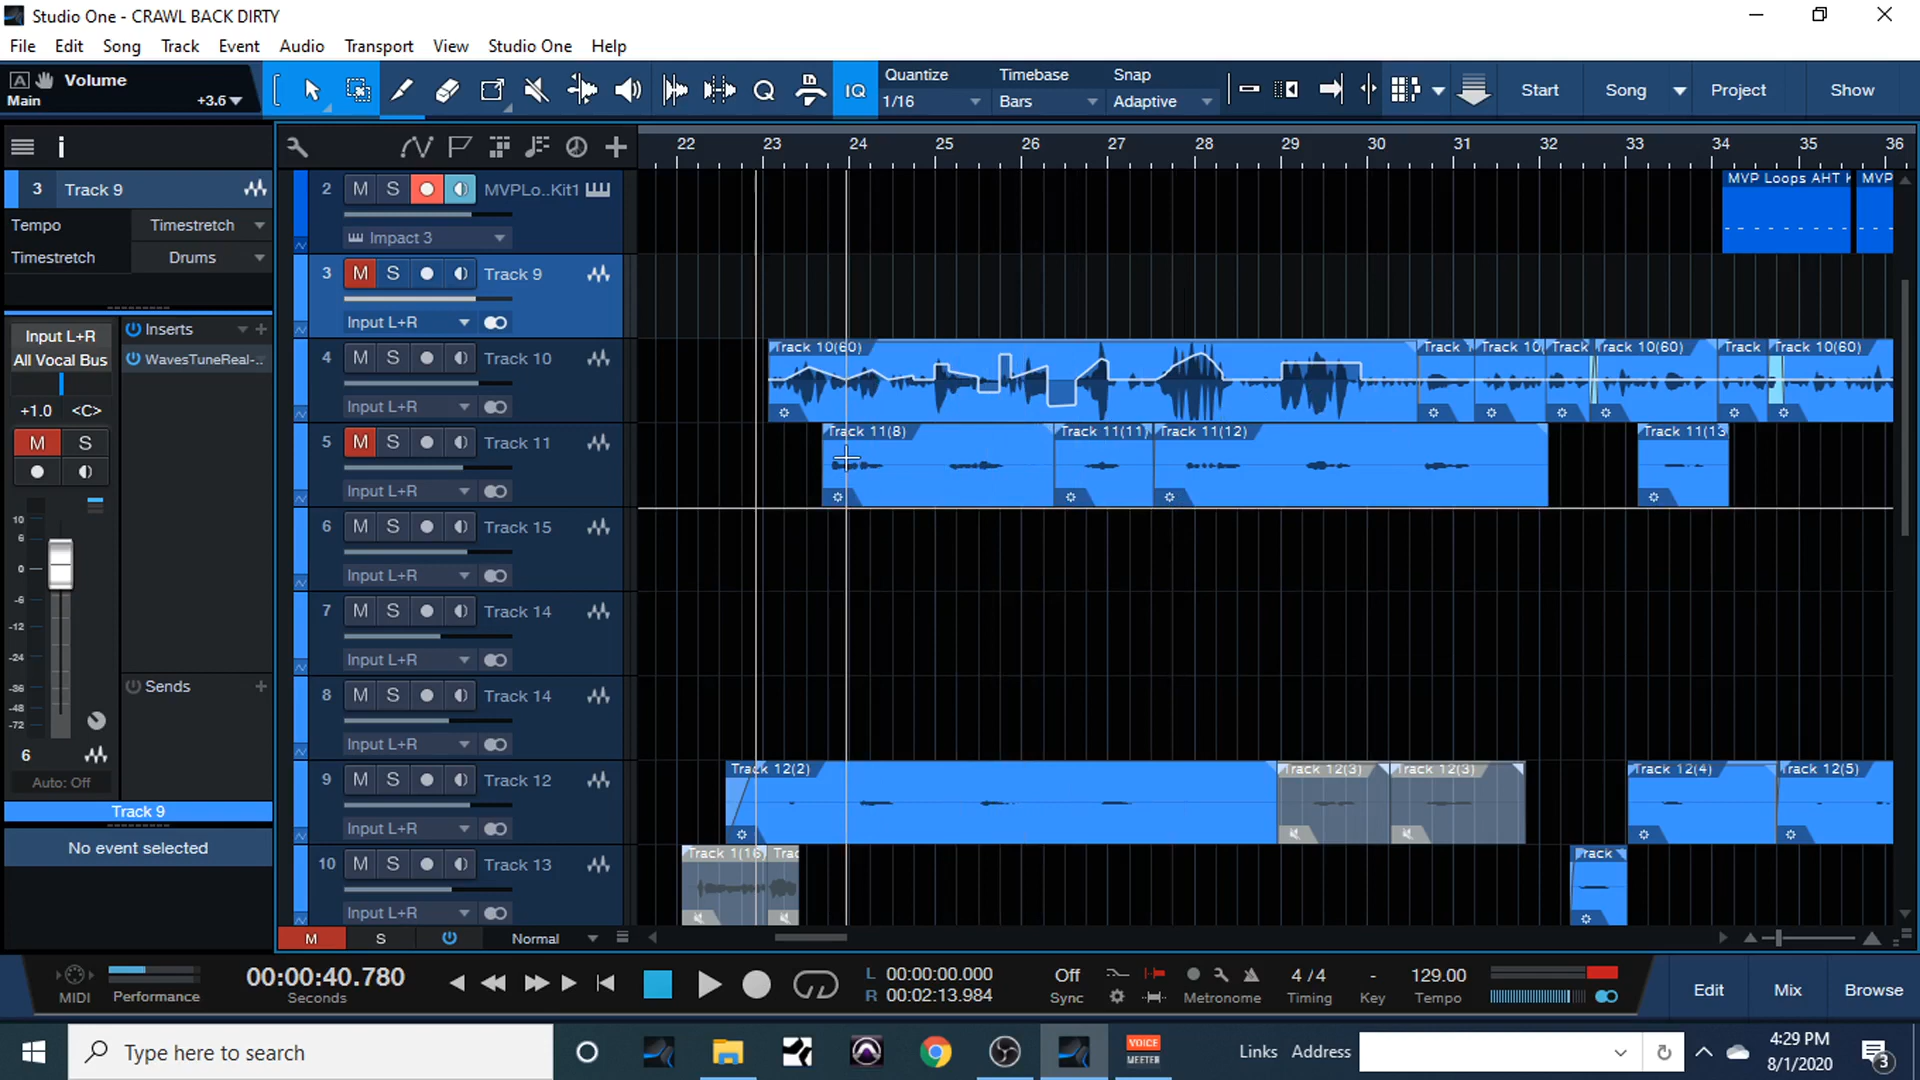 Studio One - CRAWL BACK DIRTY
File Edit Song Track Event Audio Transport View Studio One Help
A Volume
Main +3.6
IQ
Quantize Timebase Snap
1/16 Bars Adaptive
Start Song Project Show
i
22 23 24 25 26 27 28 29 30 31 32 33 34 35 36
3 Track 9
Tempo Timestretch
Timestretch Drums
Input L+R
All Vocal Bus
+1.0 <C>
M S
10
6
0
-6
-12
-24
-36
-48
-72
6
Auto: Off
Track 9
No event selected
Inserts
WavesTuneReal-..
Sends
2 M S MVPLo..Kit1
Impact 3
3 M S Track 9
Input L+R
4 M S Track 10
Input L+R
5 M S Track 11
Input L+R
6 M S Track 15
Input L+R
7 M S Track 14
Input L+R
8 M S Track 14
Input L+R
9 M S Track 12
Input L+R
10 M S Track 13
Input L+R
MVP Loops AHT K MVP
Track 10(60) Track 1 Track 10( Track Track 10(60) Track Track 10(60)
Track 11(8) Track 11(11) Track 11(12) Track 11(13
Track 12(2) Track 12(3) Track 12(3) Track 12(4) Track 12(5)
Track 1(16) Trac Track
M S Normal
MIDI Performance
00:00:40.780
Seconds
L 00:00:00.000
R 00:02:13.984
Off
Sync
Metronome
4 / 4
Timing
-
Key
129.00
Tempo
Edit Mix Browse
Type here to search
VOICE
MEETER
Links Address
4:29 PM
8/1/2020
3